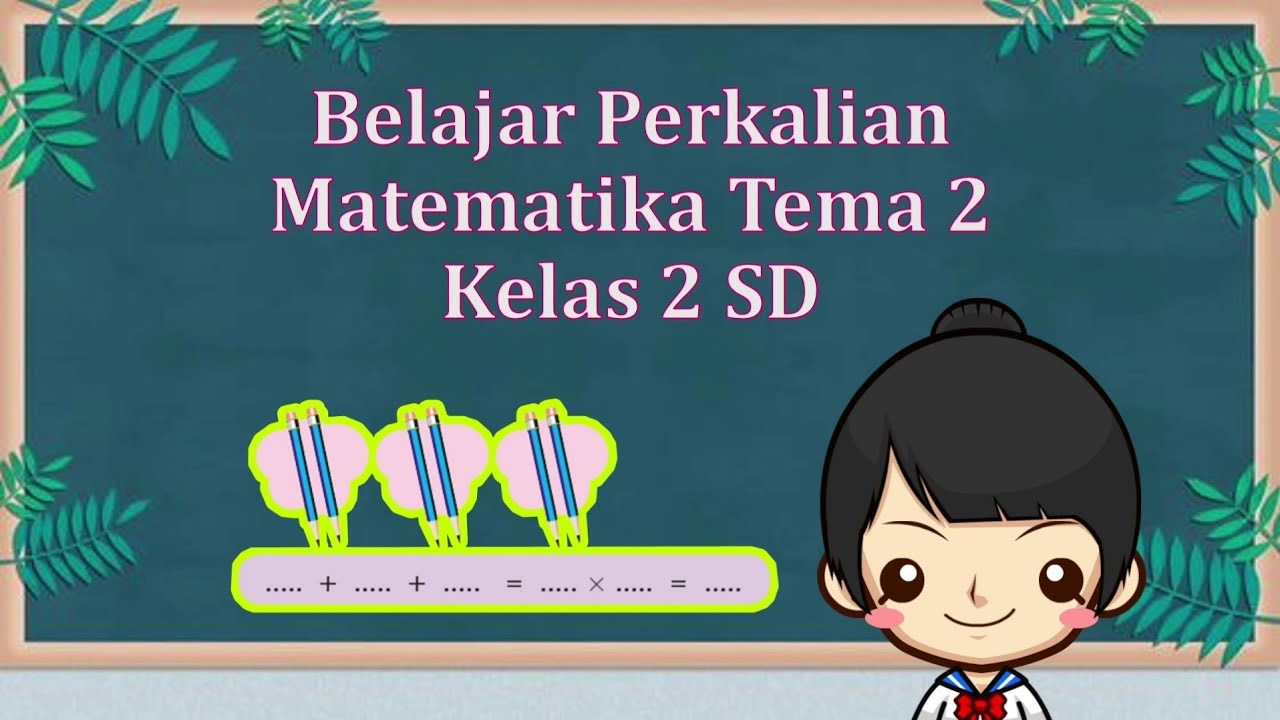 Belajar Perkalian
Matematika Tema 2
Kelas 2 SD
..... + ..... + ..... = ..... × ..... = .....